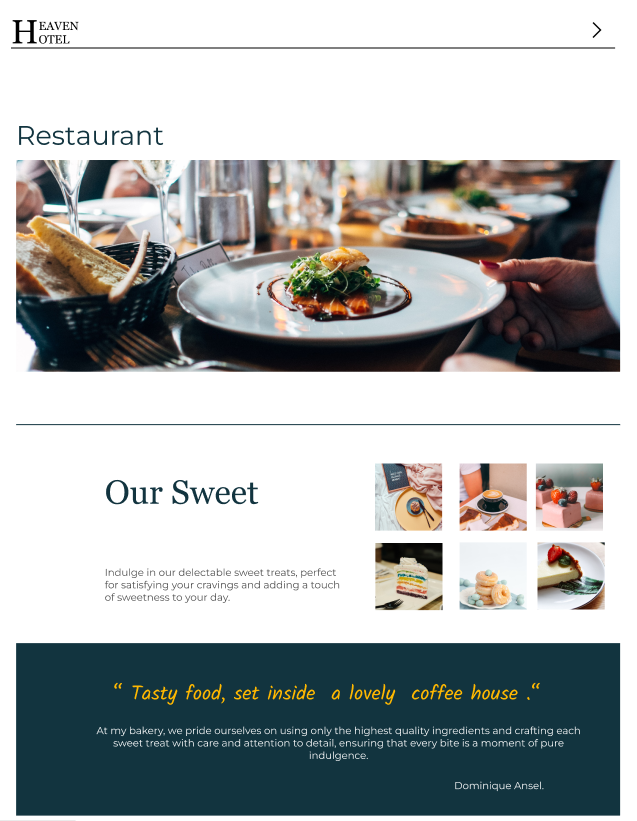 HEAVEN
HOTEL
Restaurant
Our Sweet
Indulge in our delectable sweet treats, perfect
for satisfying your cravings and adding a touch
of sweetness to your day.
“ Tasty food, set inside a lovely coffee house .“
At my bakery, we pride ourselves on using only the highest quality ingredients and crafting each
sweet treat with care and attention to detail, ensuring that every bite is a moment of pure
indulgence.
Dominique Ansel.